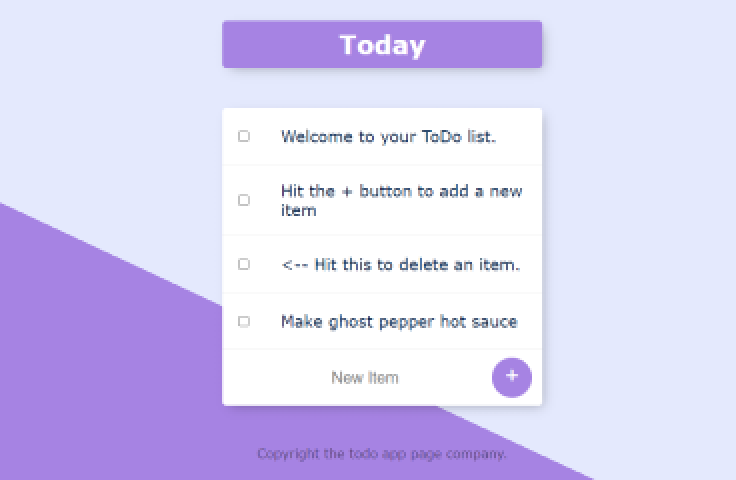 Today
Welcome to your ToDo list.
Hit the + button to add a new
item
<-- Hit this to delete an item.
Make ghost pepper hot sauce
New Item
+
Copyright the todo app page company.